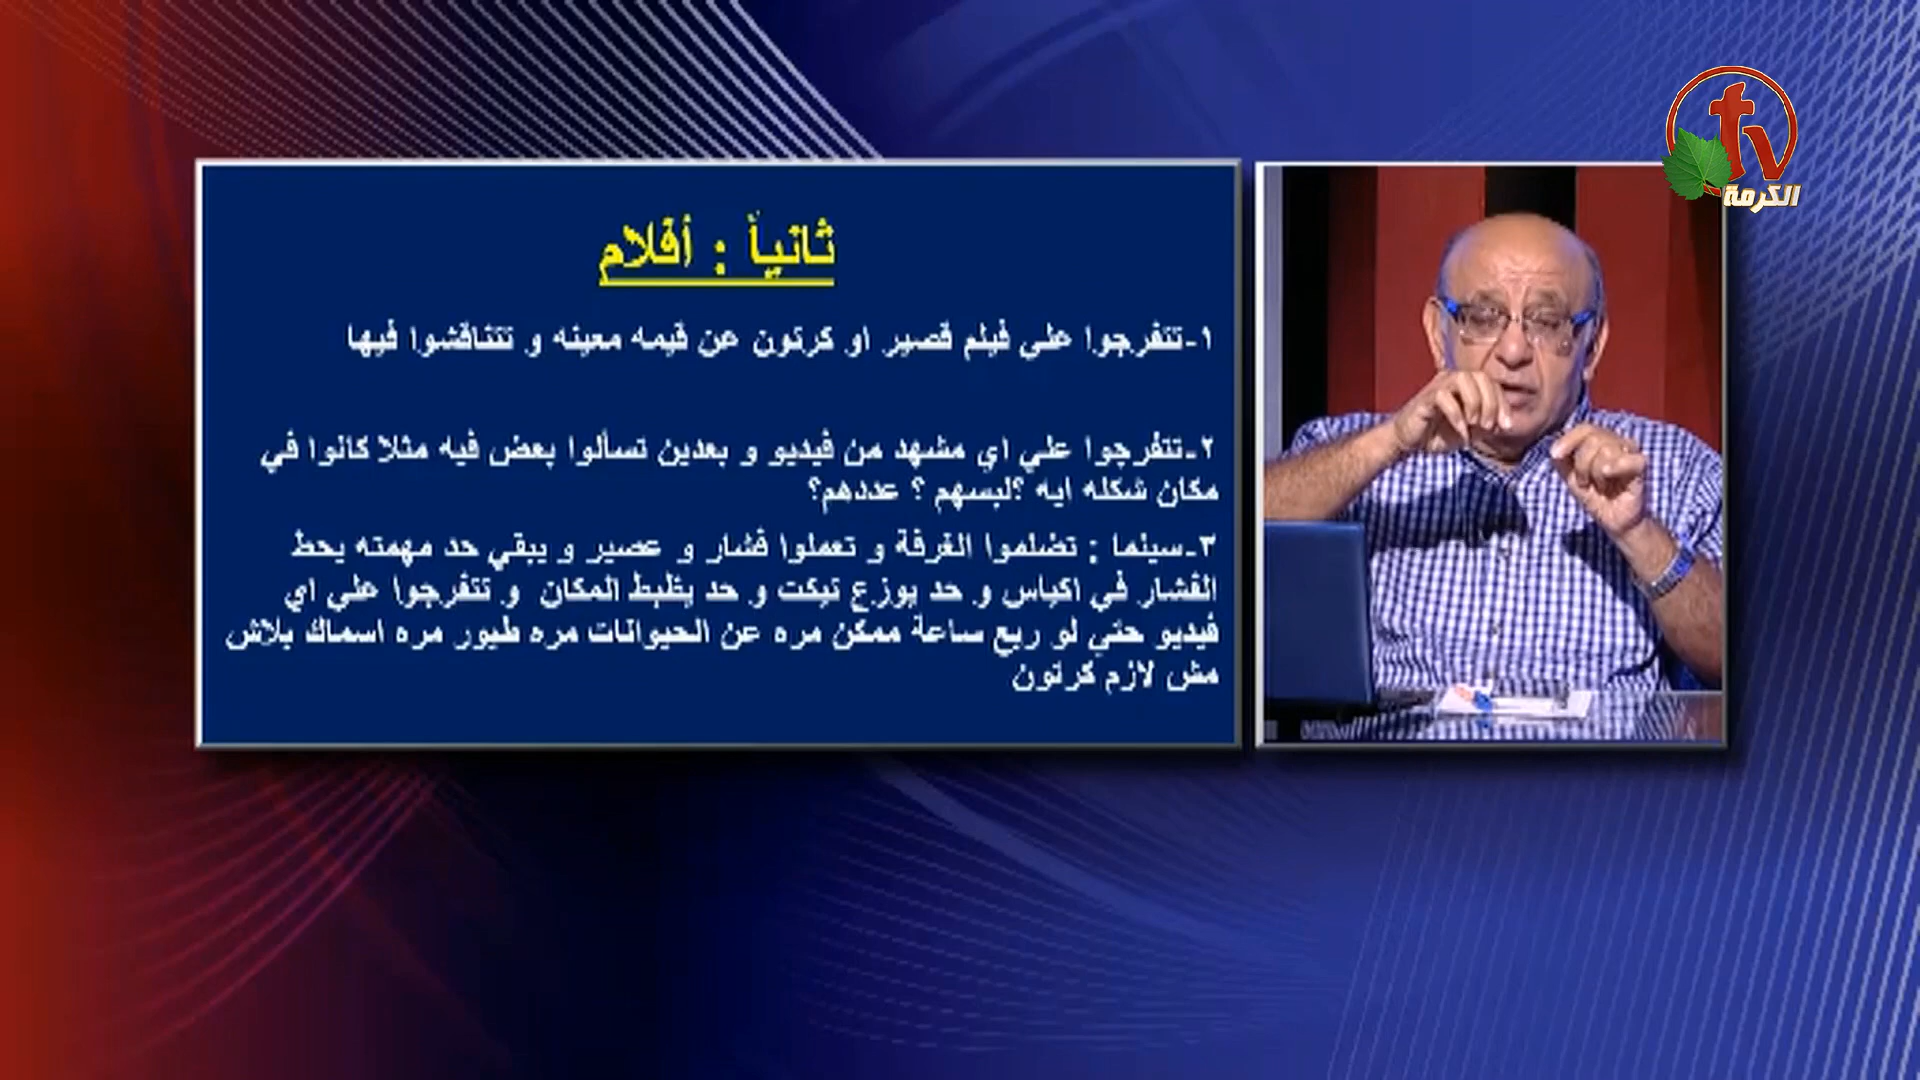 tv
الكرمة
ثانياً : أفلام
١-تتفرجوا علي فيلم قصير او كرتون عن قيمه معينه و تتناقشوا فيها
٢-تتفرجوا علي اي مشهد من فيديو و بعدين تسألوا بعض فيه مثلا كانوا في
مكان شكله ايه ؟لبسهم ؟ عددهم؟
٣-سينما : تضلموا الغرفة و تعملوا فشار و عصير و يبقي حد مهمته يحط
الفشار في اكياس و حد يوزع تيكت و حد يظبط المكان و تتفرجوا علي اي
فيديو حتي لو ربع ساعة ممكن مره عن الحيوانات مره طيور مره اسماك بلاش
مش لازم كرتون